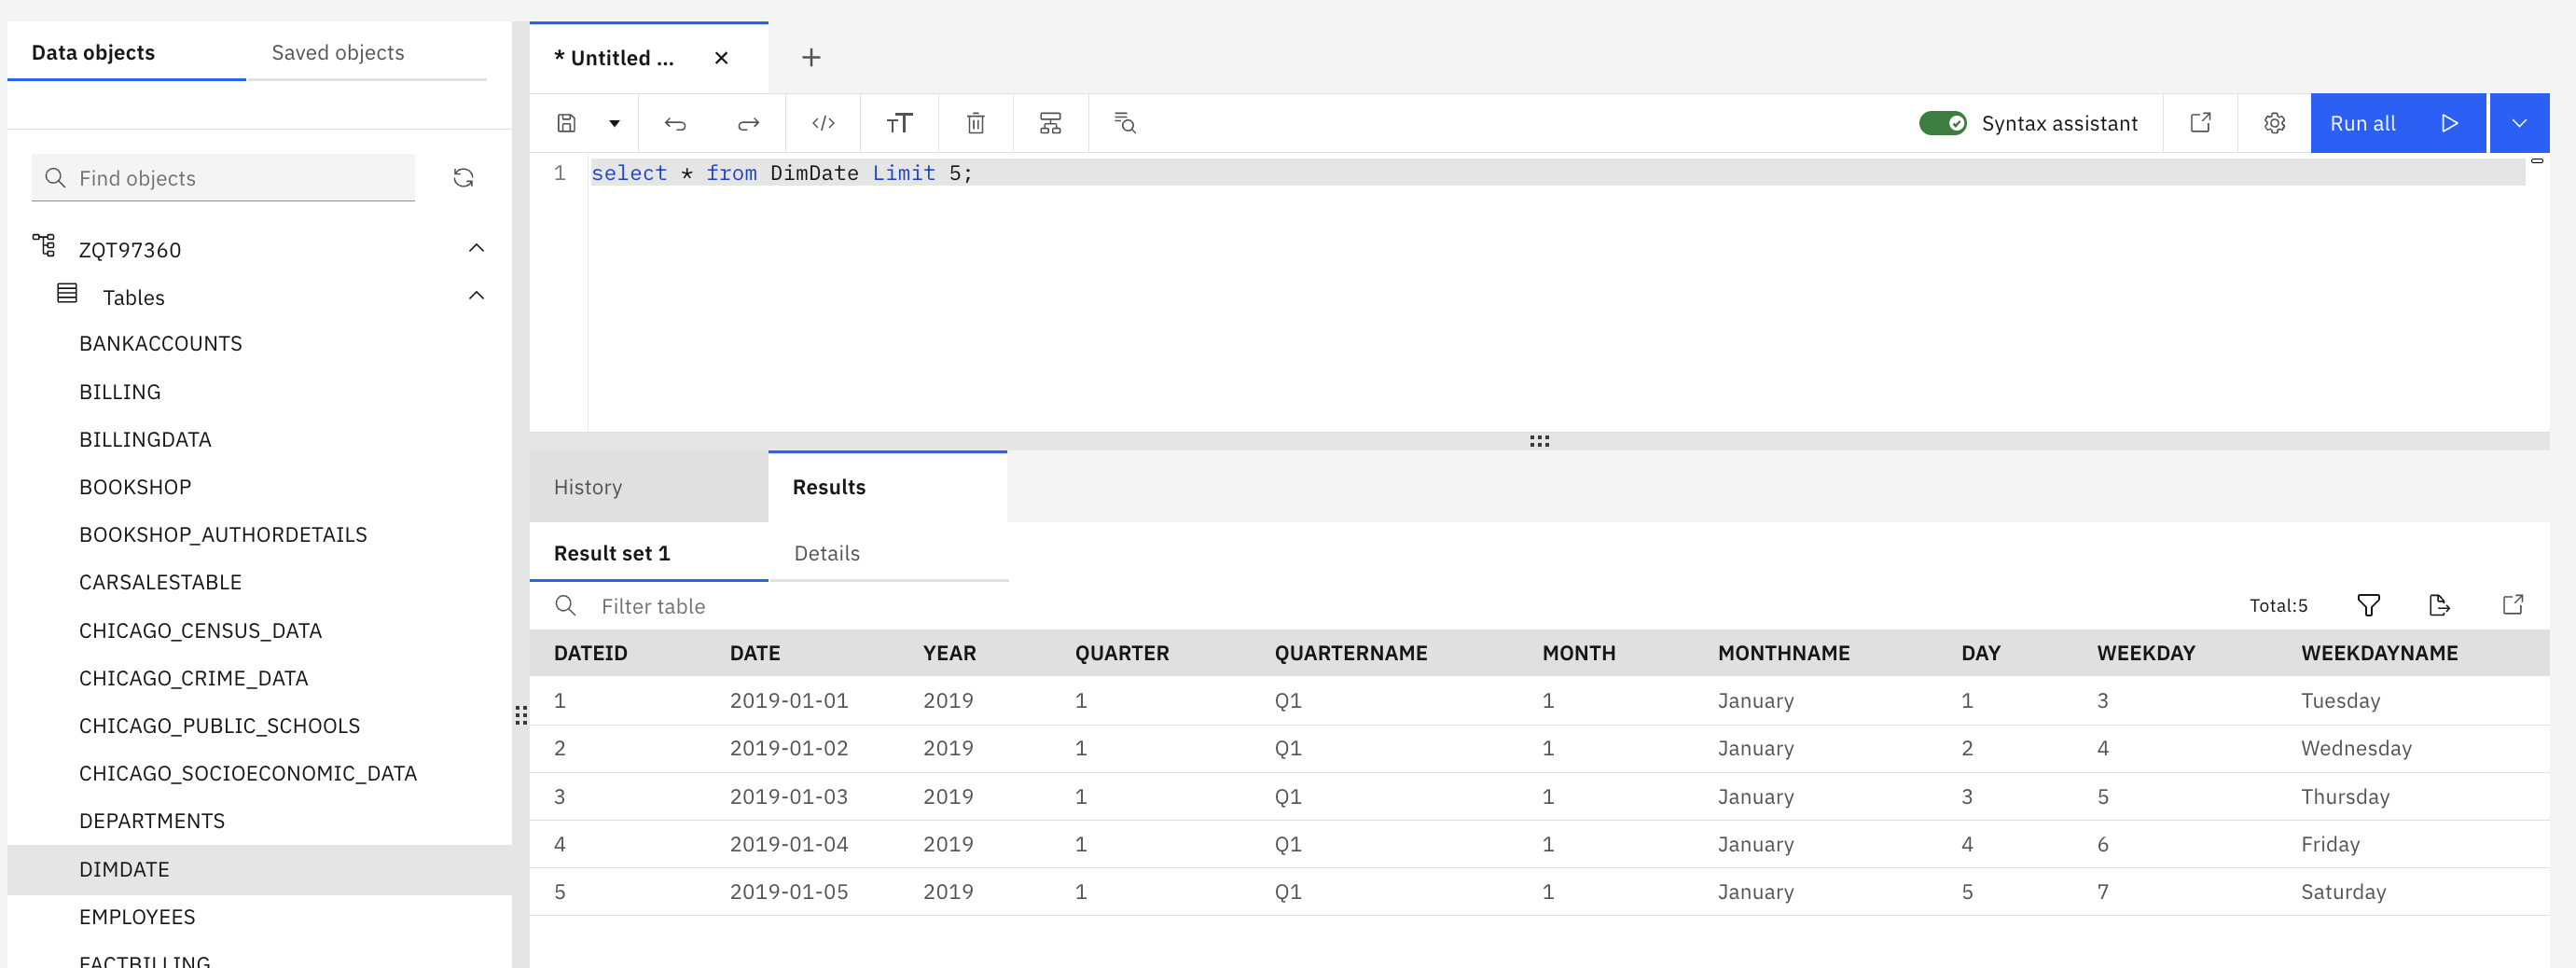 Data objects
Saved objects
Find objects
ZQT97360
Tables
BANKACCOUNTS
BILLING
BILLINGDATA
BOOKSHOP
BOOKSHOP_AUTHORDETAILS
CARSALESTABLE
CHICAGO_CENSUS_DATA
CHICAGO_CRIME_DATA
CHICAGO_PUBLIC_SCHOOLS
CHICAGO_SOCIOECONOMIC_DATA
DEPARTMENTS
DIMDATE
EMPLOYEES
FACTBILLING
* Untitled ...
Syntax assistant
Run all
1 select * from DimDate Limit 5;
History Results
Result set 1 Details
Filter table
Total:5
DATEID DATE YEAR QUARTER QUARTERNAME MONTH MONTHNAME DAY WEEKDAY WEEKDAYNAME
1 2019-01-01 2019 1 Q1 1 January 1 3 Tuesday
2 2019-01-02 2019 1 Q1 1 January 2 4 Wednesday
3 2019-01-03 2019 1 Q1 1 January 3 5 Thursday
4 2019-01-04 2019 1 Q1 1 January 4 6 Friday
5 2019-01-05 2019 1 Q1 1 January 5 7 Saturday